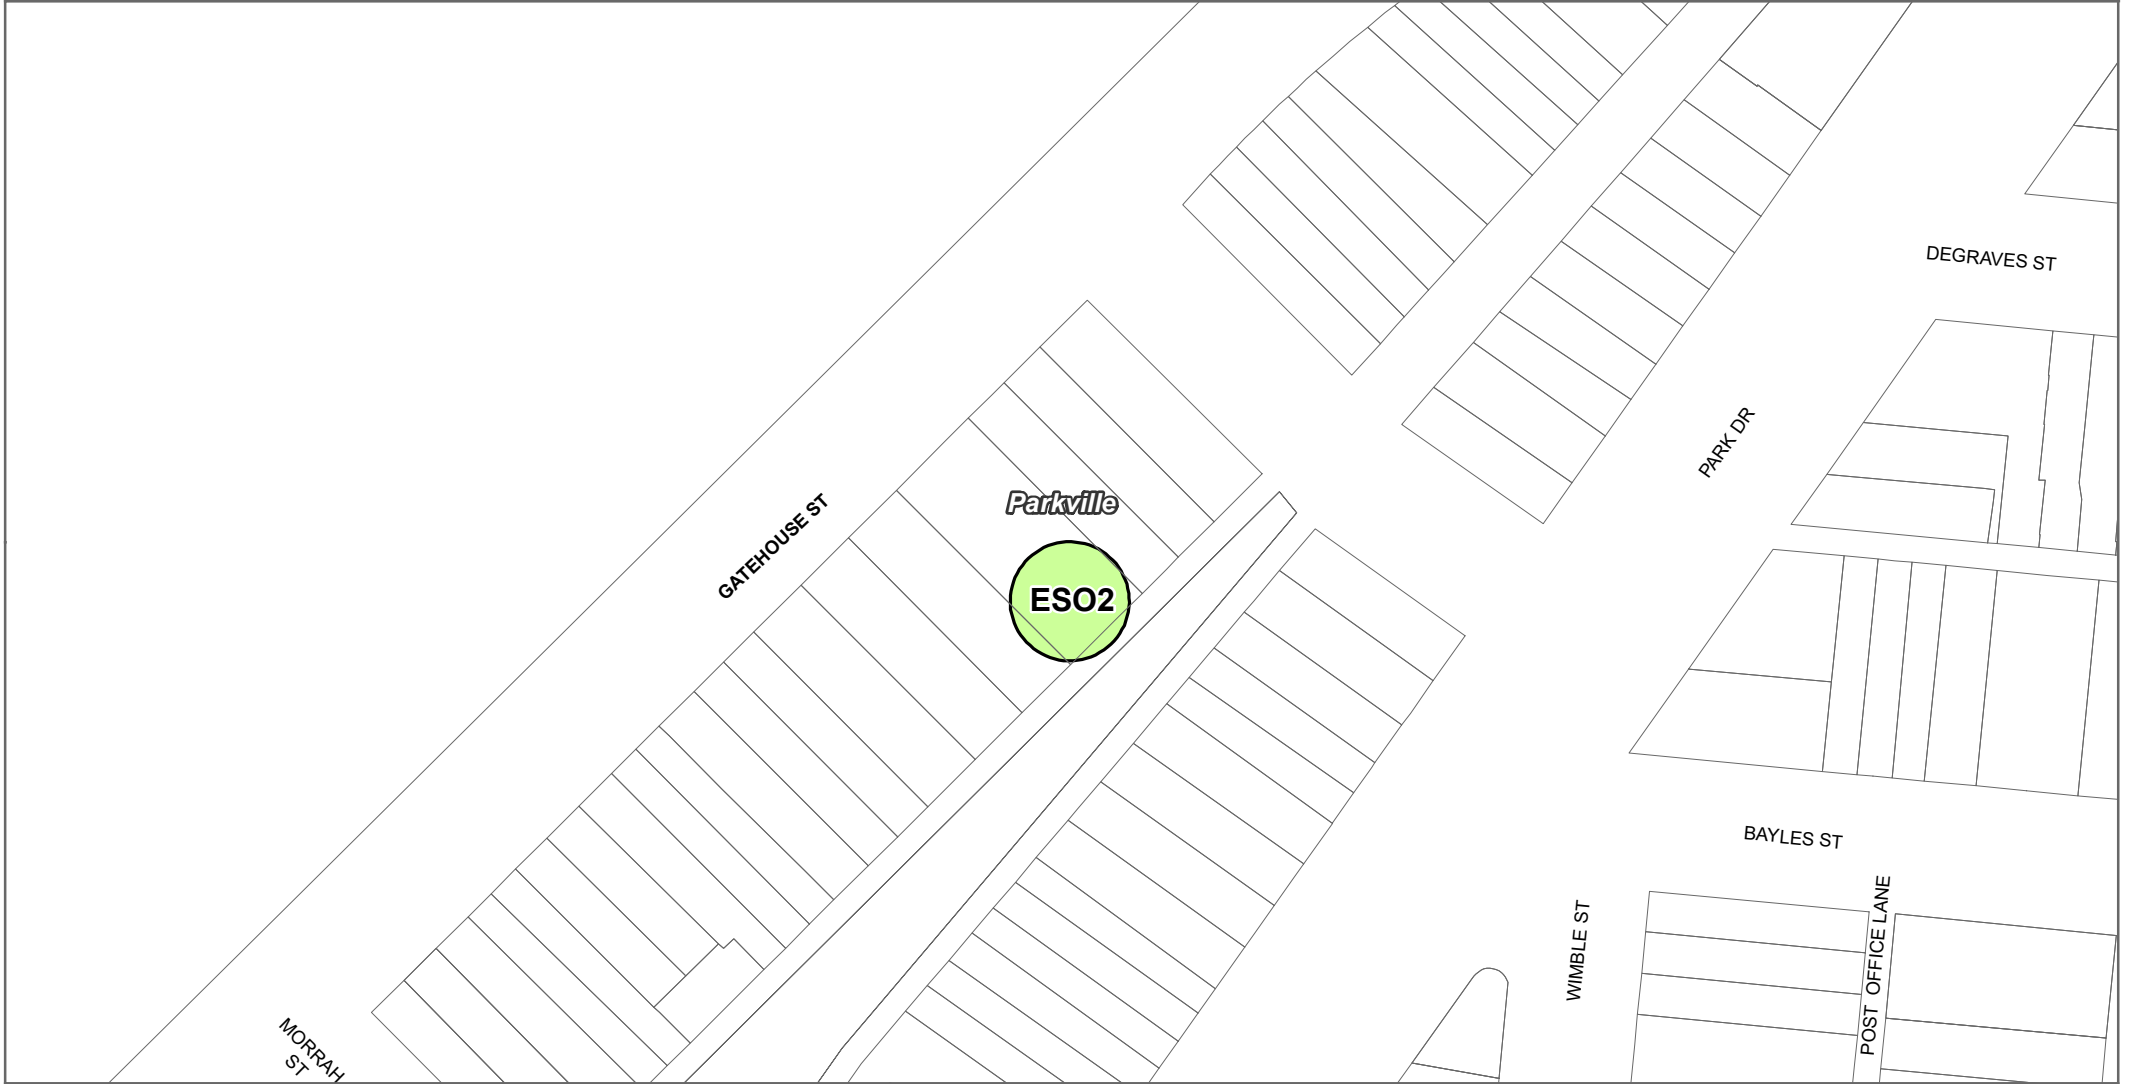 DEGRAVES ST
PARK DR
GATEHOUSE ST
Parkville
ESO2
BAYLES ST
WIMBLE ST
POST OFFICE LANE
MORRAH
ST